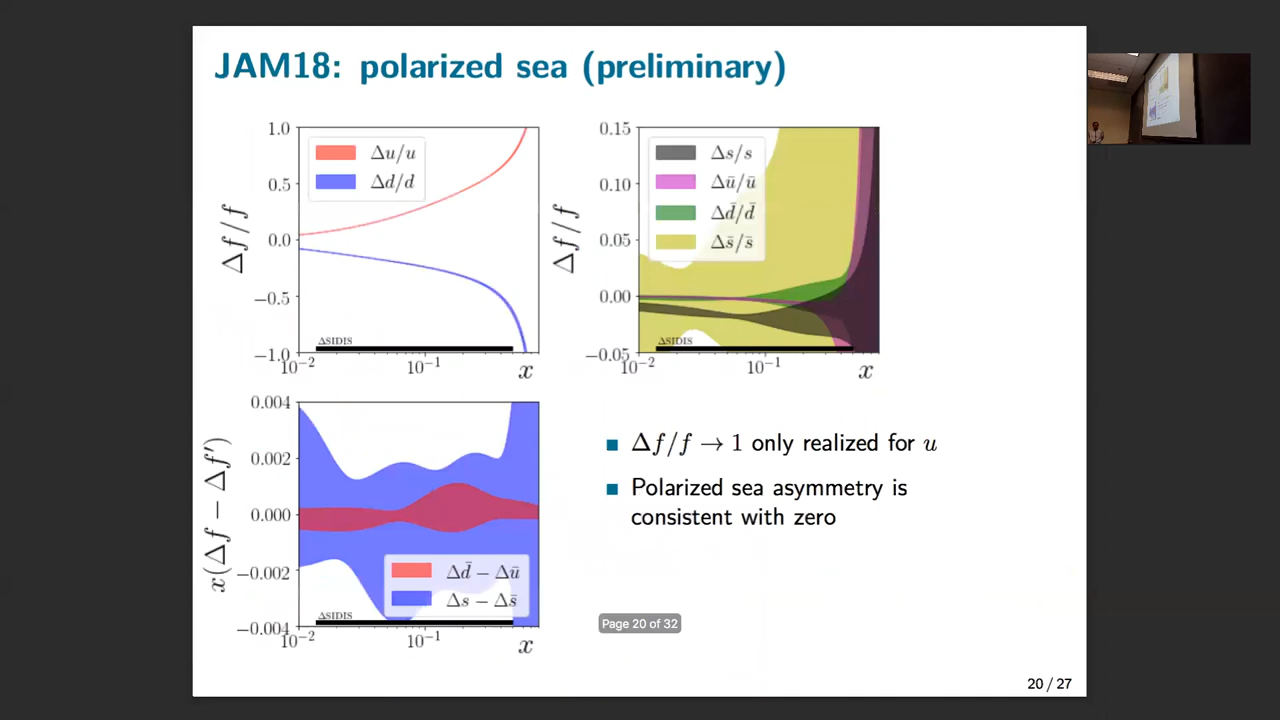 JAM18: polarized sea (preliminary)
1.0
0.5
0.0
−0.5
−1.0
Δf/f
Δu/u
Δd/d
ΔSIDIS
10⁻²
10⁻¹
x
0.15
0.10
0.05
0.00
−0.05
Δf/f
Δs/s
Δū/ū
Δd̄/d̄
Δs̄/s̄
ΔSIDIS
10⁻²
10⁻¹
x
0.004
0.002
0.000
−0.002
−0.004
x(Δf − Δf′)
Δd̄ − Δū
Δs − Δs̄
ΔSIDIS
10⁻²
10⁻¹
x
Δf/f → 1 only realized for u
Polarized sea asymmetry is
consistent with zero
Page 20 of 32
20 / 27